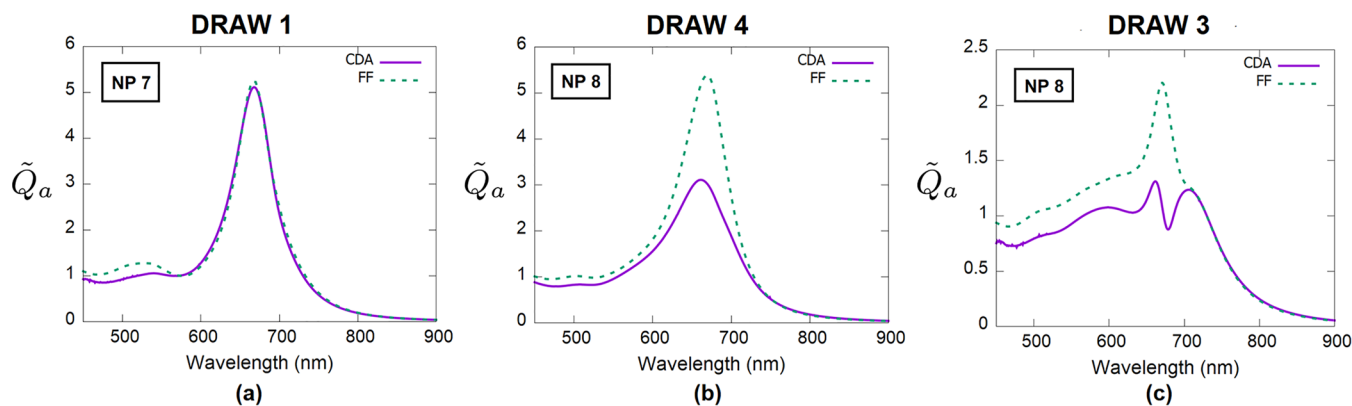 DRAW 1
6
5
4
3
2
1
0
NP 7
CDA
FF
Q̃a
500 600 700 800 900
Wavelength (nm)
(a)
DRAW 4
6
5
4
3
2
1
0
NP 8
CDA
FF
Q̃a
500 600 700 800 900
Wavelength (nm)
(b)
DRAW 3
2.5
2
1.5
1
0.5
0
NP 8
CDA
FF
Q̃a
500 600 700 800 900
Wavelength (nm)
(c)